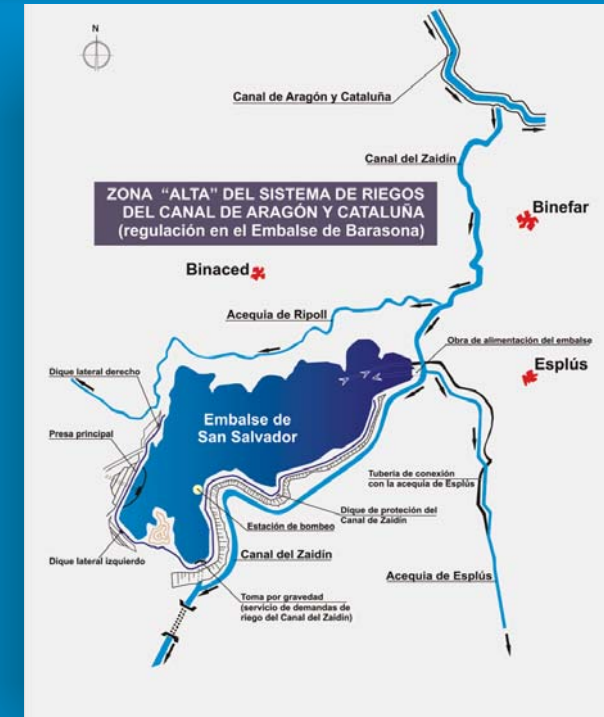 N
Canal de Aragón y Cataluña
Canal del Zaidín
ZONA “ALTA” DEL SISTEMA DE RIEGOS
DEL CANAL DE ARAGÓN Y CATALUÑA
(regulación en el Embalse de Barasona)
Binefar
Binaced
Acequia de Ripoll
Obra de alimentación del embalse
Dique lateral derecho
Esplús
Embalse de
San Salvador
Presa principal
Tubería de conexión
con la acequia de Esplús
Dique de protección del
Canal de Zaidín
Estación de bombeo
Canal del Zaidín
Dique lateral izquierdo
Acequia de Esplús
Toma por gravedad
(servicio de demandas de
riego del Canal del Zaidín)